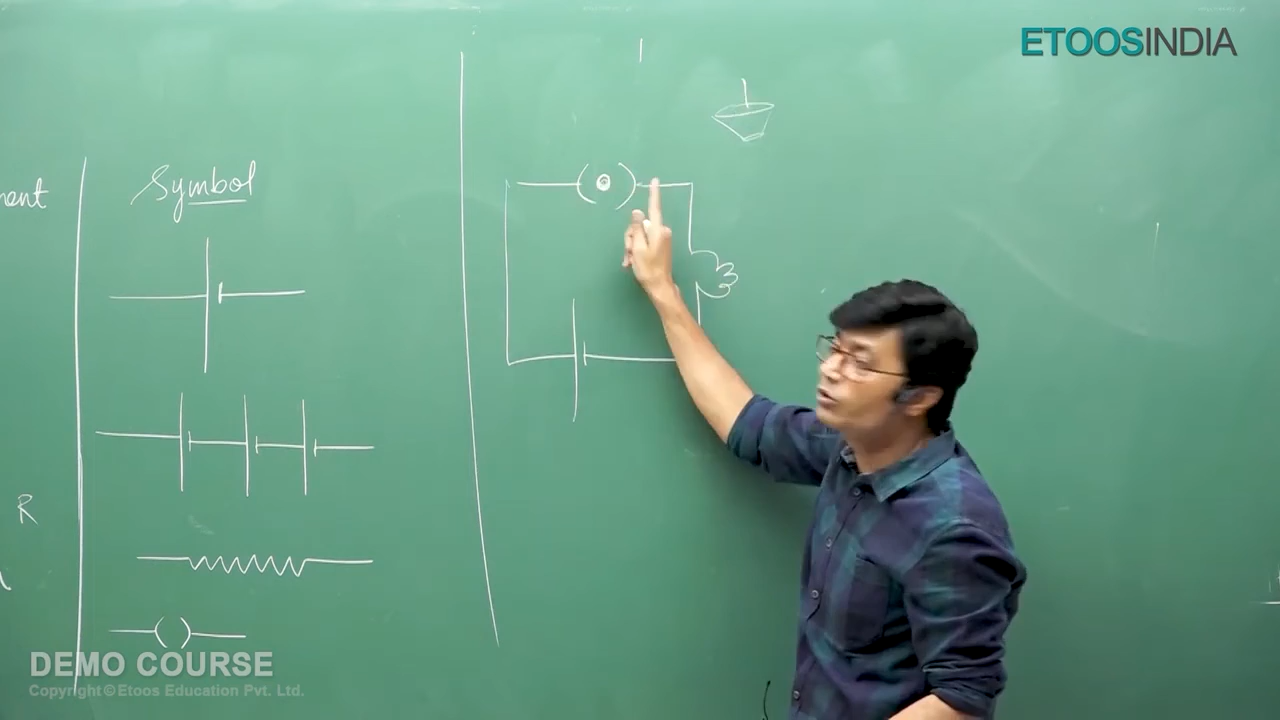 ETOOSINDIA
Symbol
R
DEMO COURSE
Copyright © Etoos Education Pvt. Ltd.